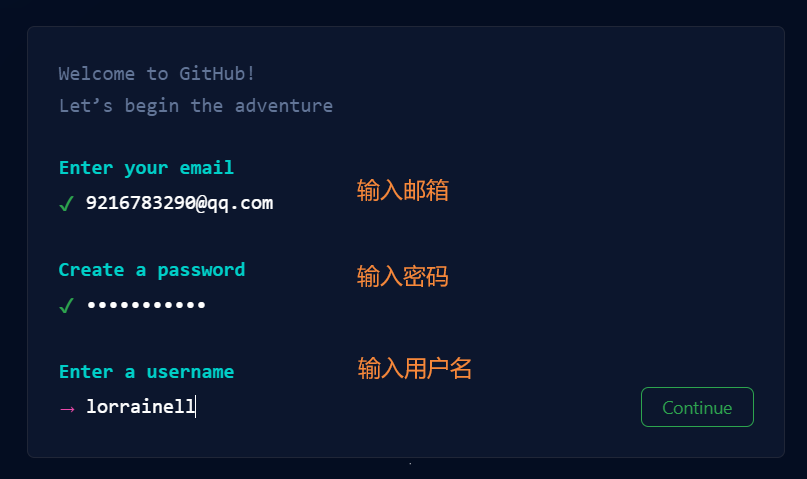 Welcome to GitHub!
Let’s begin the adventure
Enter your email
✓ 9216783290@qq.com
输入邮箱
Create a password
✓ •••••••••••
输入密码
Enter a username
→ lorrainell
输入用户名
Continue